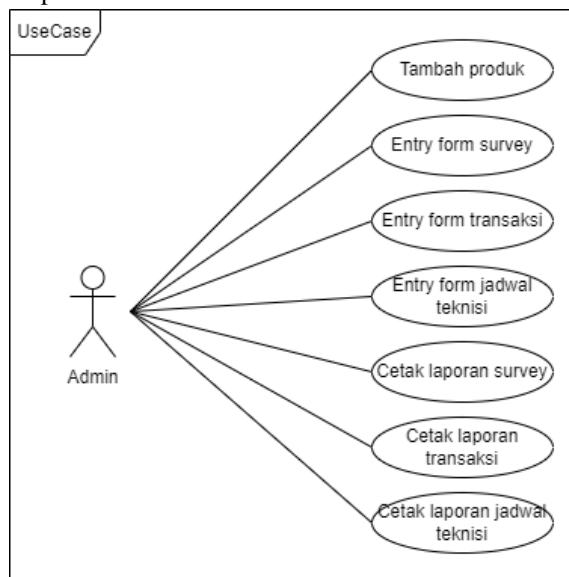 UseCase
Tambah produk
Entry form survey
Entry form transaksi
Entry form jadwal
teknisi
Admin
Cetak laporan survey
Cetak laporan
transaksi
Cetak laporan jadwal
teknisi